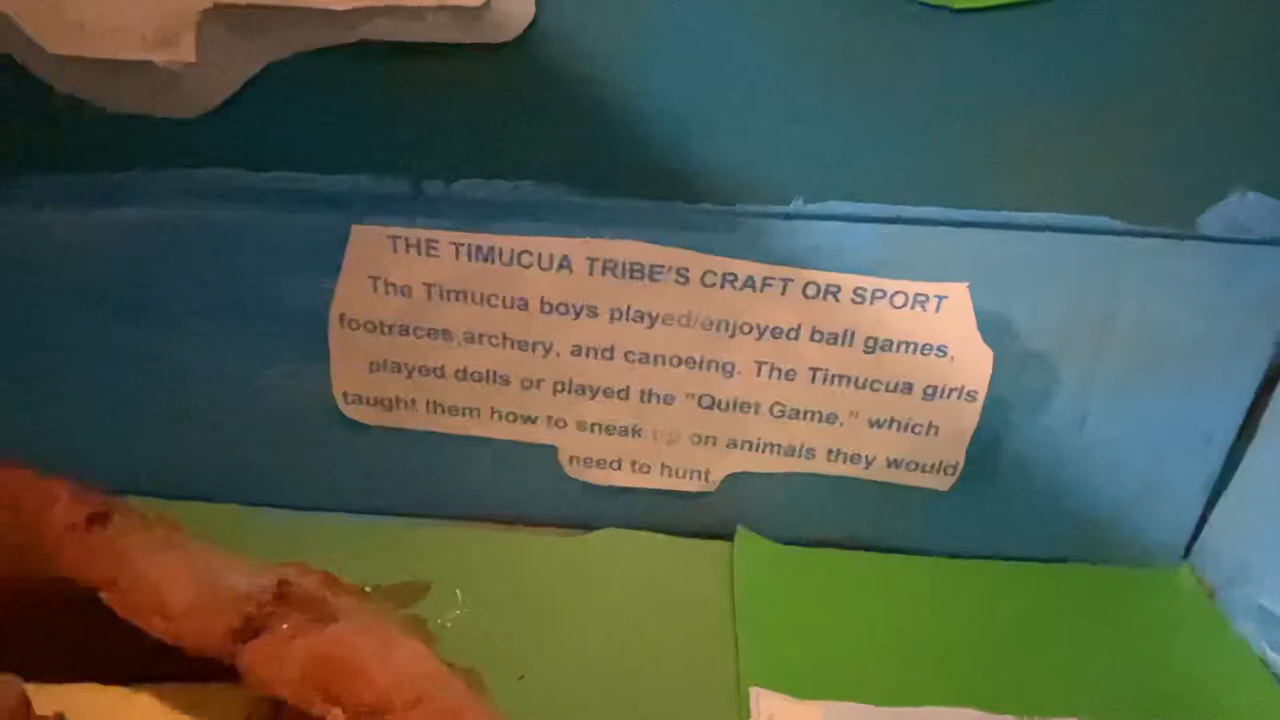 THE TIMUCUA TRIBE'S CRAFT OR SPORT
The Timucua boys played/enjoyed ball games,
footraces,archery, and canoeing. The Timucua girls
played dolls or played the "Quiet Game," which
taught them how to sneak up on animals they would
need to hunt.